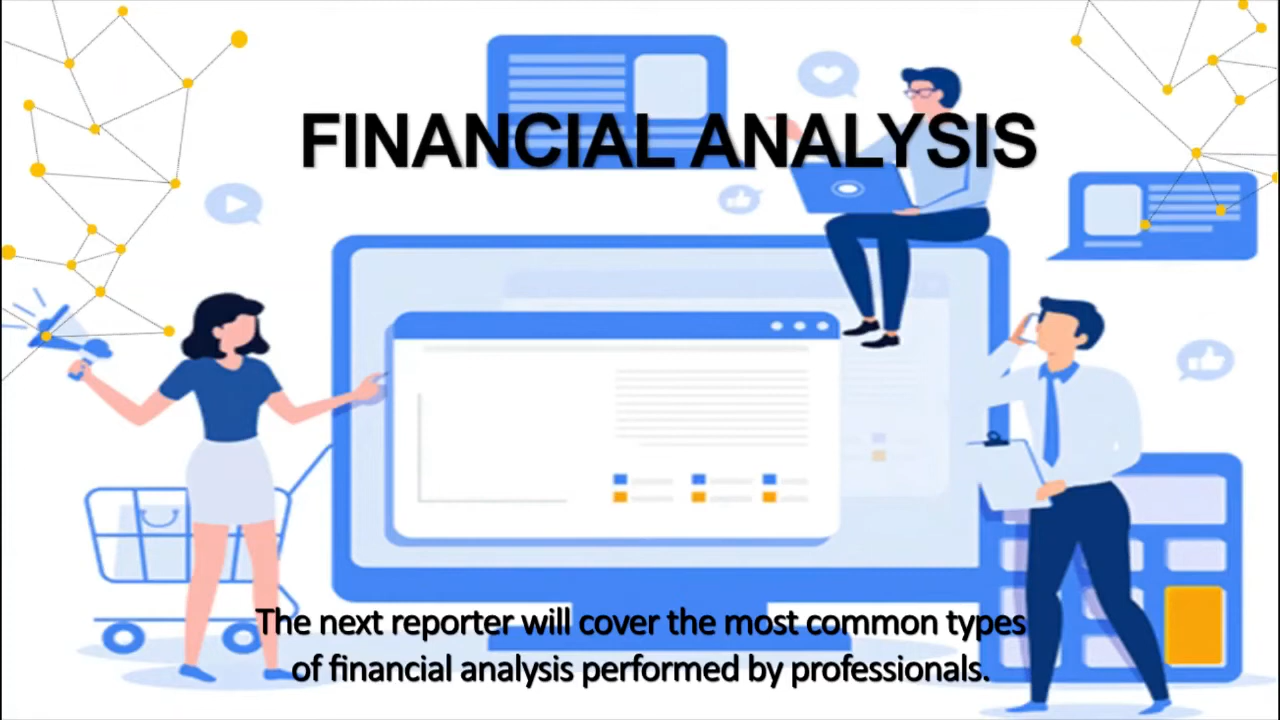 FINANCIAL ANALYSIS
The next reporter will cover the most common types
of financial analysis performed by professionals.